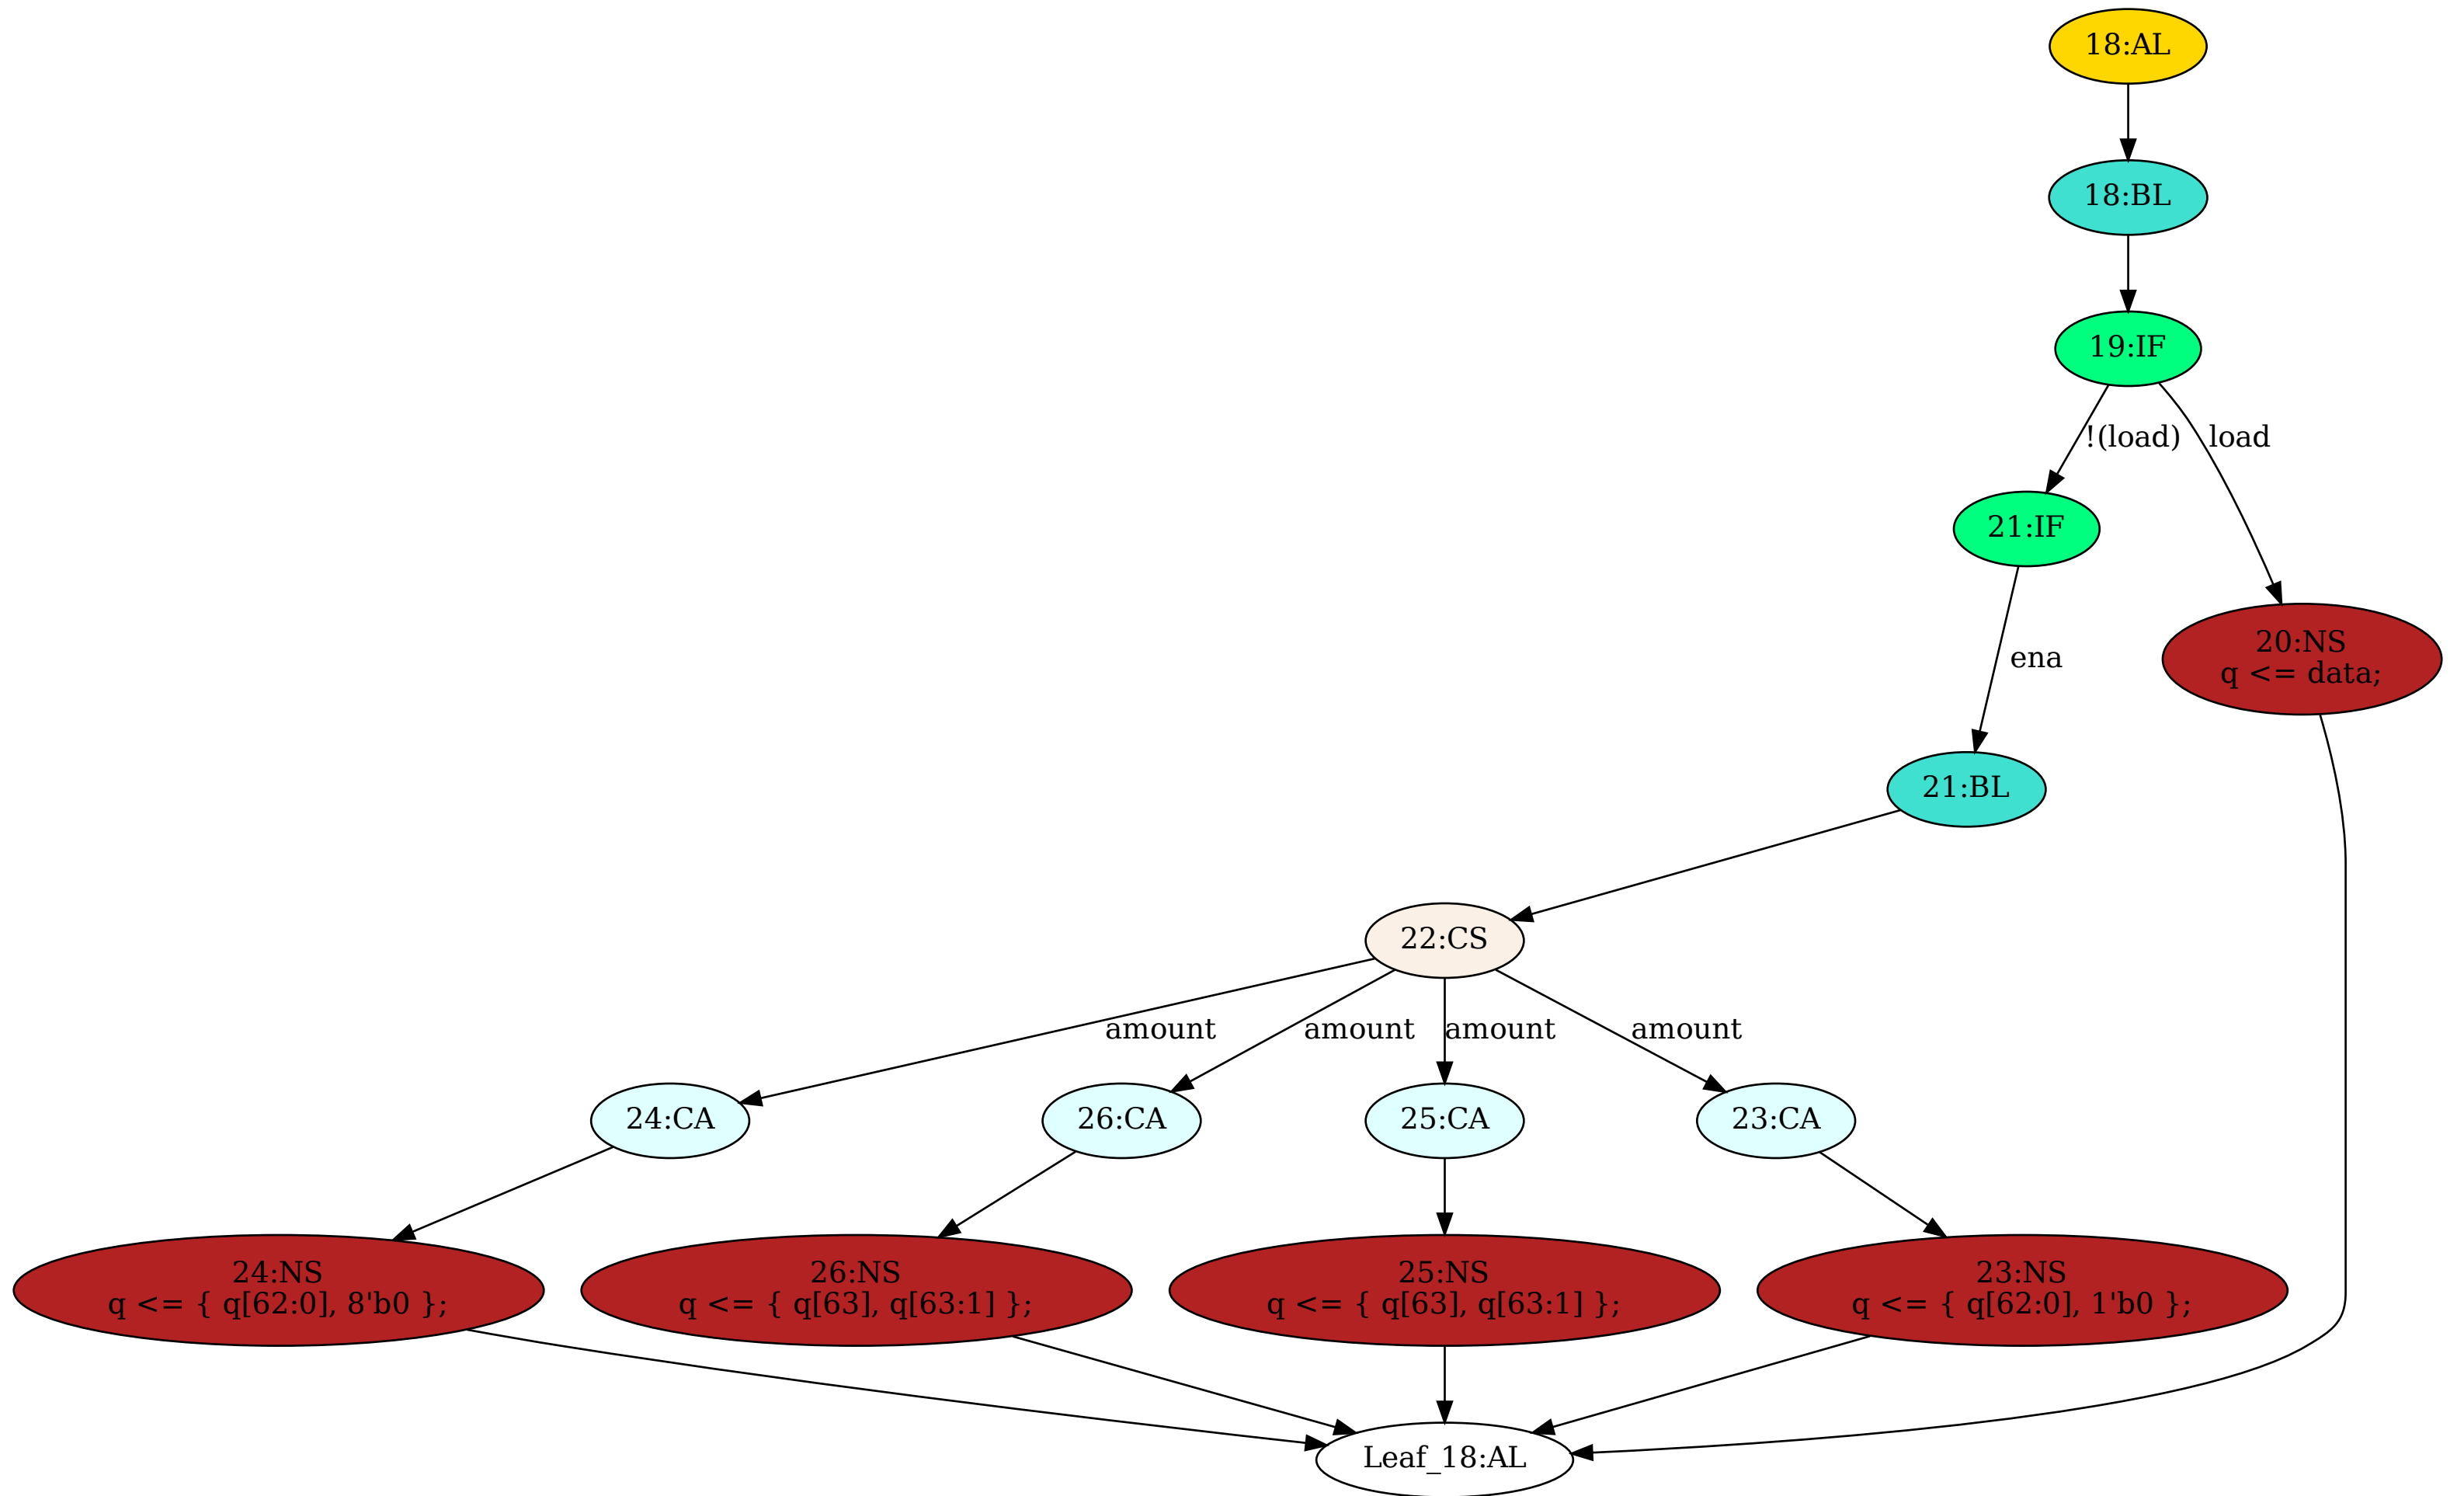 18:AL
18:BL
19:IF
!(load)
load
21:IF
20:NS
q <= data;
ena
21:BL
22:CS
amount
amount
amount
amount
24:CA
26:CA
25:CA
23:CA
24:NS
q <= { q[62:0], 8'b0 };
26:NS
q <= { q[63], q[63:1] };
25:NS
q <= { q[63], q[63:1] };
23:NS
q <= { q[62:0], 1'b0 };
Leaf_18:AL